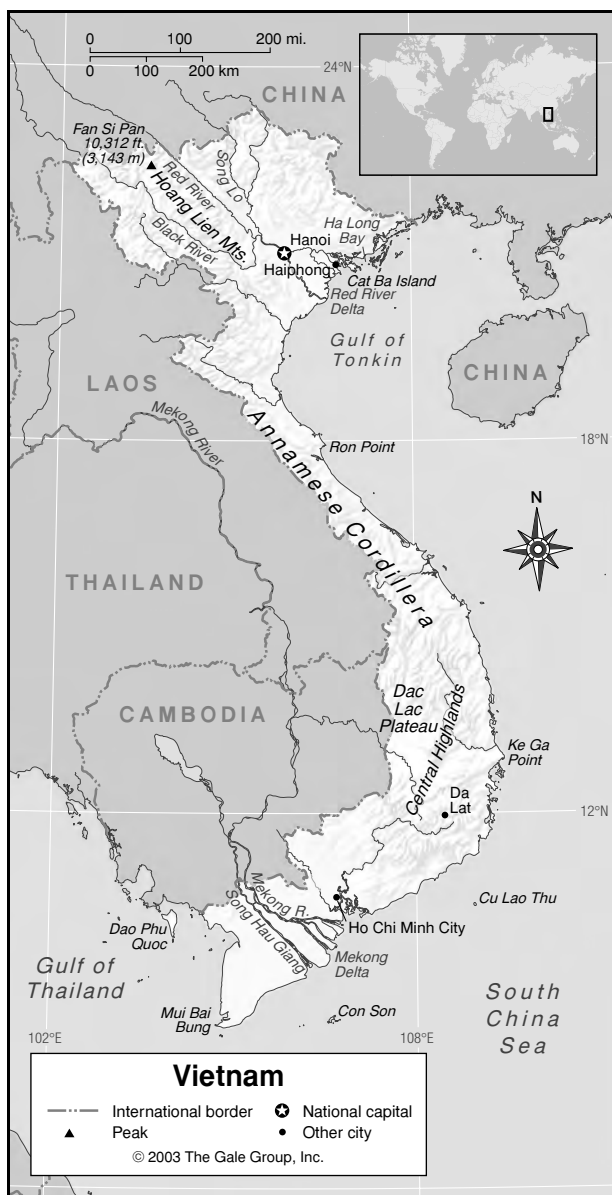 0 100 200 mi.
0 100 200 km
24°N
CHINA
Fan Si Pan
10,312 ft.
(3,143 m)
Red River
Song Lo
Hoang Lien Mts.
Black River
Hanoi
Ha Long
Bay
Haiphong
Cat Ba Island
Red River
Delta
Gulf of
Tonkin
CHINA
LAOS
Mekong River
Annamese Cordillera
Ron Point
18°N
N
THAILAND
CAMBODIA
Dac
Lac
Plateau
Central Highlands
Ke Ga
Point
Da
Lat
12°N
Mekong R.
Song Hau Giang
Cu Lao Thu
Ho Chi Minh City
Dao Phu
Quoc
Mekong
Delta
Gulf of
Thailand
Mui Bai
Bung
Con Son
South
China
Sea
102°E
108°E
Vietnam
International border
National capital
Peak
Other city
© 2003 The Gale Group, Inc.